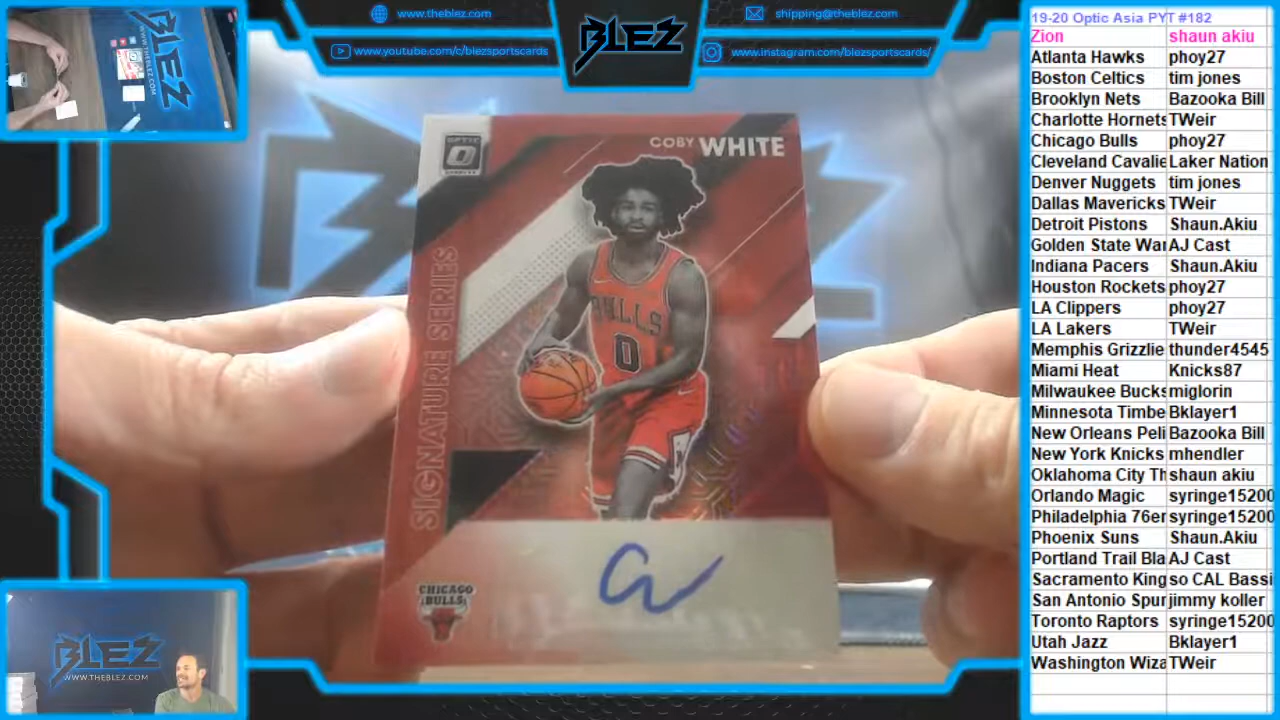 www.theblez.com
www.youtube.com/c/blezsportscards
BLEZ
shipping@theblez.com
www.instagram.com/blezsportscards/
BLEZ
WWW.THEBLEZ.COM
OPTIC
COBY WHITE
SIGNATURE SERIES
BULLS
0
CHICAGO
BULLS
BLEZ
WWW.THEBLEZ.COM
19-20 Optic Asia PYT #182
Zion shaun akiu
Atlanta Hawks phoy27
Boston Celtics tim jones
Brooklyn Nets Bazooka Bill
Charlotte Hornets TWeir
Chicago Bulls phoy27
Cleveland Cavalie Laker Nation
Denver Nuggets tim jones
Dallas Mavericks TWeir
Detroit Pistons Shaun.Akiu
Golden State War AJ Cast
Indiana Pacers Shaun.Akiu
Houston Rockets phoy27
LA Clippers phoy27
LA Lakers TWeir
Memphis Grizzlie thunder4545
Miami Heat Knicks87
Milwaukee Bucks miglorin
Minnesota Timbe Bklayer1
New Orleans Peli Bazooka Bill
New York Knicks mhendler
Oklahoma City Th shaun akiu
Orlando Magic syringe15200
Philadelphia 76er syringe15200
Phoenix Suns Shaun.Akiu
Portland Trail Bla AJ Cast
Sacramento King so CAL Bassi
San Antonio Spur jimmy koller
Toronto Raptors syringe15200
Utah Jazz Bklayer1
Washington Wiza TWeir